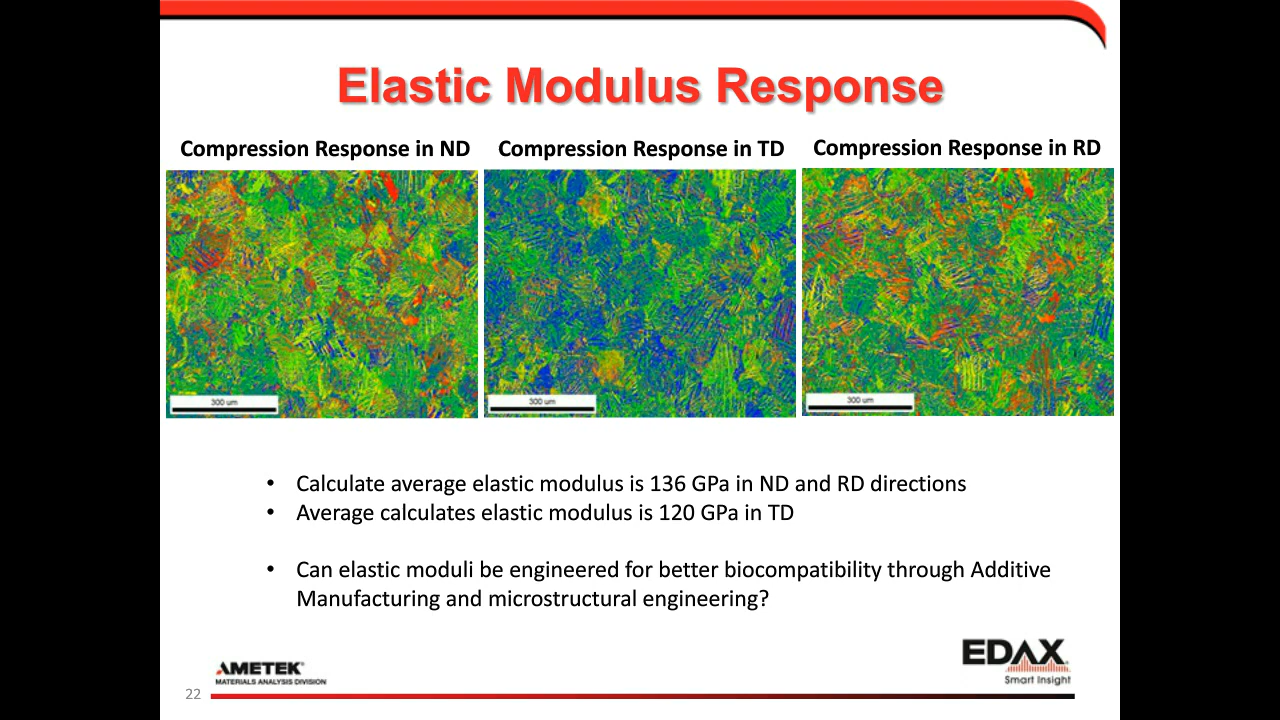 Elastic Modulus Response
Compression Response in ND
Compression Response in TD
Compression Response in RD
300 um
300 um
300 um
• Calculate average elastic modulus is 136 GPa in ND and RD directions
• Average calculates elastic modulus is 120 GPa in TD
• Can elastic moduli be engineered for better biocompatibility through Additive
Manufacturing and microstructural engineering?
AMETEK®
MATERIALS ANALYSIS DIVISION
EDAX
Smart Insight
22